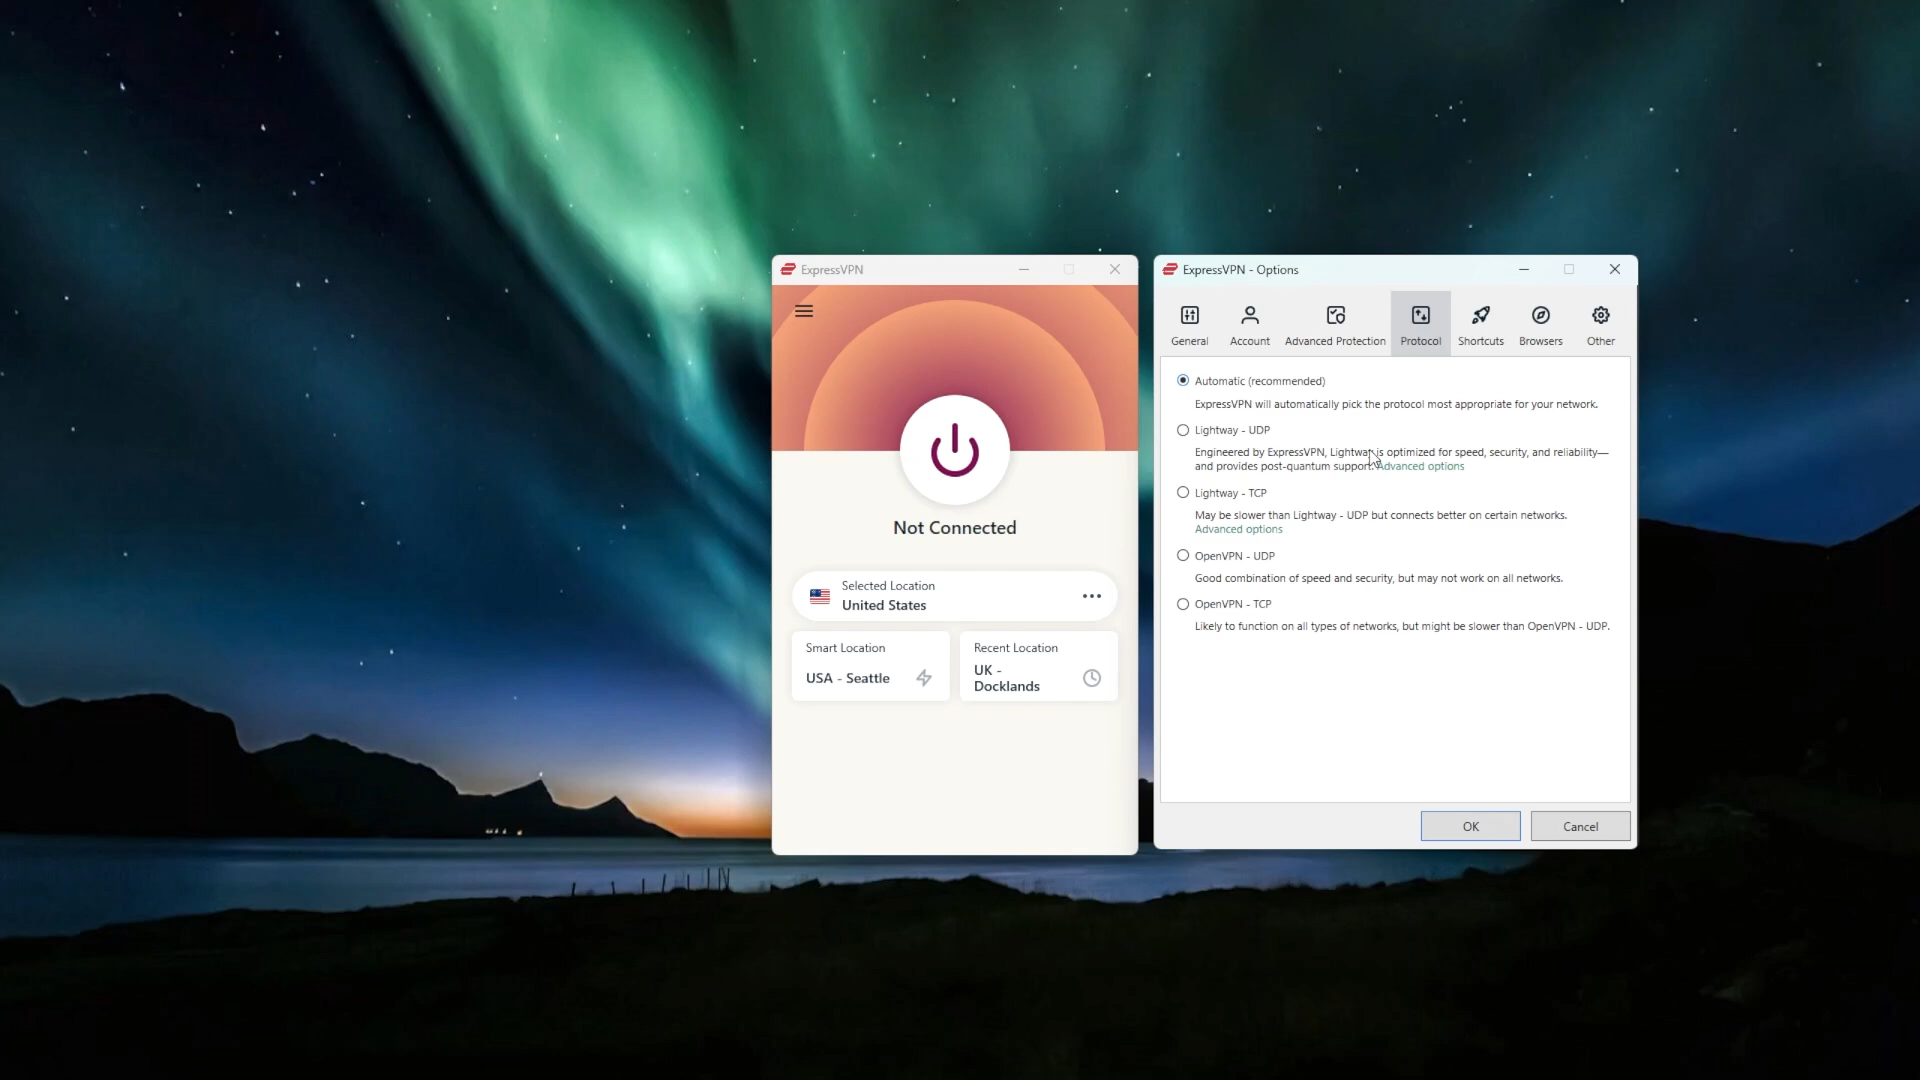 ExpressVPN
Not Connected
Selected Location
United States
Smart Location
USA - Seattle
Recent Location
UK -
Docklands
ExpressVPN - Options
General
Account
Advanced Protection
Protocol
Shortcuts
Browsers
Other
Automatic (recommended)
ExpressVPN will automatically pick the protocol most appropriate for your network.
Lightway - UDP
Engineered by ExpressVPN, Lightway is optimized for speed, security, and reliability—
and provides post-quantum support. Advanced options
Lightway - TCP
May be slower than Lightway - UDP but connects better on certain networks.
Advanced options
OpenVPN - UDP
Good combination of speed and security, but may not work on all networks.
OpenVPN - TCP
Likely to function on all types of networks, but might be slower than OpenVPN - UDP.
OK
Cancel